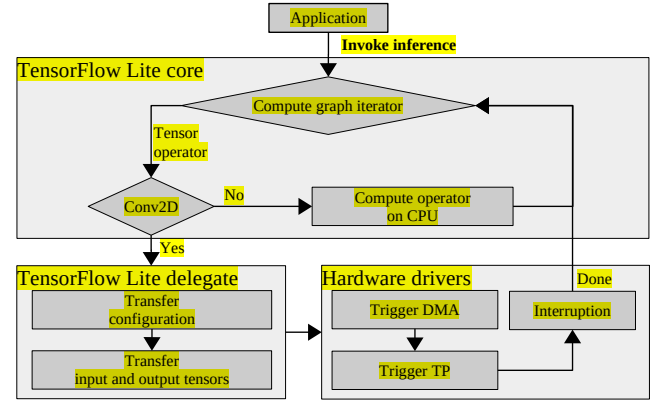 Application
Invoke inference
TensorFlow Lite core
Compute graph iterator
Tensor
operator
Conv2D
No
Compute operator
on CPU
Yes
TensorFlow Lite delegate
Transfer
configuration
Transfer
input and output tensors
Hardware drivers
Done
Trigger DMA
Interruption
Trigger TP